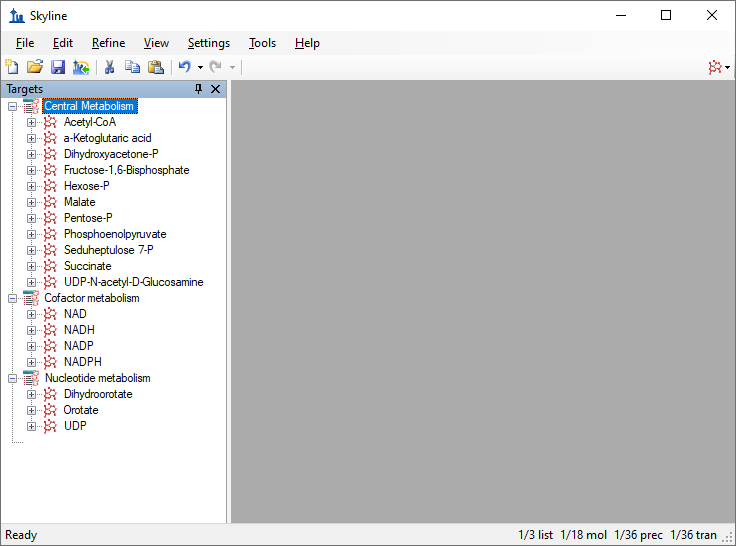 Skyline
File Edit Refine View Settings Tools Help
Targets
Central Metabolism
Acetyl-CoA
a-Ketoglutaric acid
Dihydroxyacetone-P
Fructose-1,6-Bisphosphate
Hexose-P
Malate
Pentose-P
Phosphoenolpyruvate
Seduheptulose 7-P
Succinate
UDP-N-acetyl-D-Glucosamine
Cofactor metabolism
NAD
NADH
NADP
NADPH
Nucleotide metabolism
Dihydroorotate
Orotate
UDP
Ready 1/3 list 1/18 mol 1/36 prec 1/36 tran